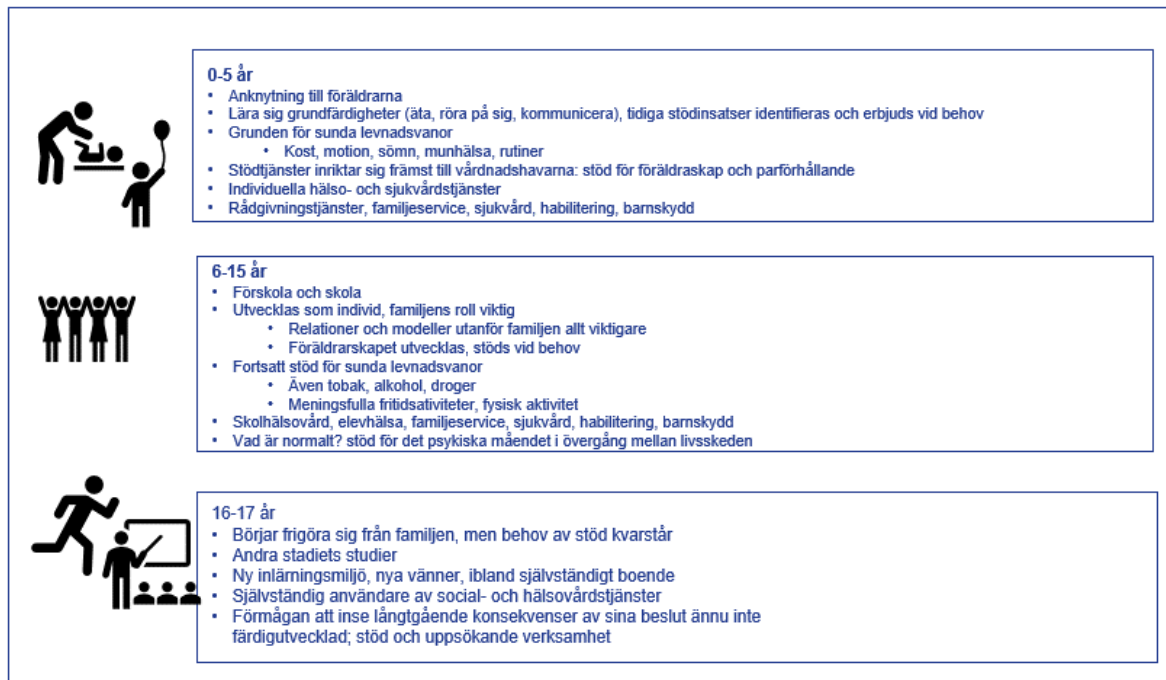 0-5 år
• Anknytning till föräldrarna
• Lära sig grundfärdigheter (äta, röra på sig, kommunicera), tidiga stödinsatser identifieras och erbjuds vid behov
• Grunden för sunda levnadsvanor
• Kost, motion, sömn, munhälsa, rutiner
• Stödtjänster inriktar sig främst till vårdnadshavarna: stöd för föräldraskap och parförhållande
• Individuella hälso- och sjukvårdstjänster
• Rådgivningstjänster, familjeservice, sjukvård, habilitering, barnskydd
6-15 år
• Förskola och skola
• Utvecklas som individ, familjens roll viktig
• Relationer och modeller utanför familjen allt viktigare
• Föräldrarskapet utvecklas, stöds vid behov
• Fortsatt stöd för sunda levnadsvanor
• Även tobak, alkohol, droger
• Meningsfulla fritidsativiteter, fysisk aktivitet
• Skolhälsovård, elevhälsa, familjeservice, sjukvård, habilitering, barnskydd
• Vad är normalt? stöd för det psykiska måendet i övergång mellan livsskeden
16-17 år
• Börjar frigöra sig från familjen, men behov av stöd kvarstår
• Andra stadiets studier
• Ny inlärningsmiljö, nya vänner, ibland självständigt boende
• Självständig användare av social- och hälsovårdstjänster
• Förmågan att inse långtgående konsekvenser av sina beslut ännu inte
färdigutvecklad; stöd och uppsökande verksamhet